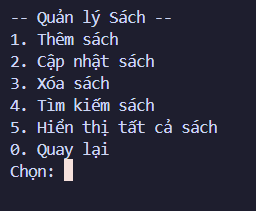 -- Quản lý Sách --
1. Thêm sách
2. Cập nhật sách
3. Xóa sách
4. Tìm kiếm sách
5. Hiển thị tất cả sách
0. Quay lại
Chọn: